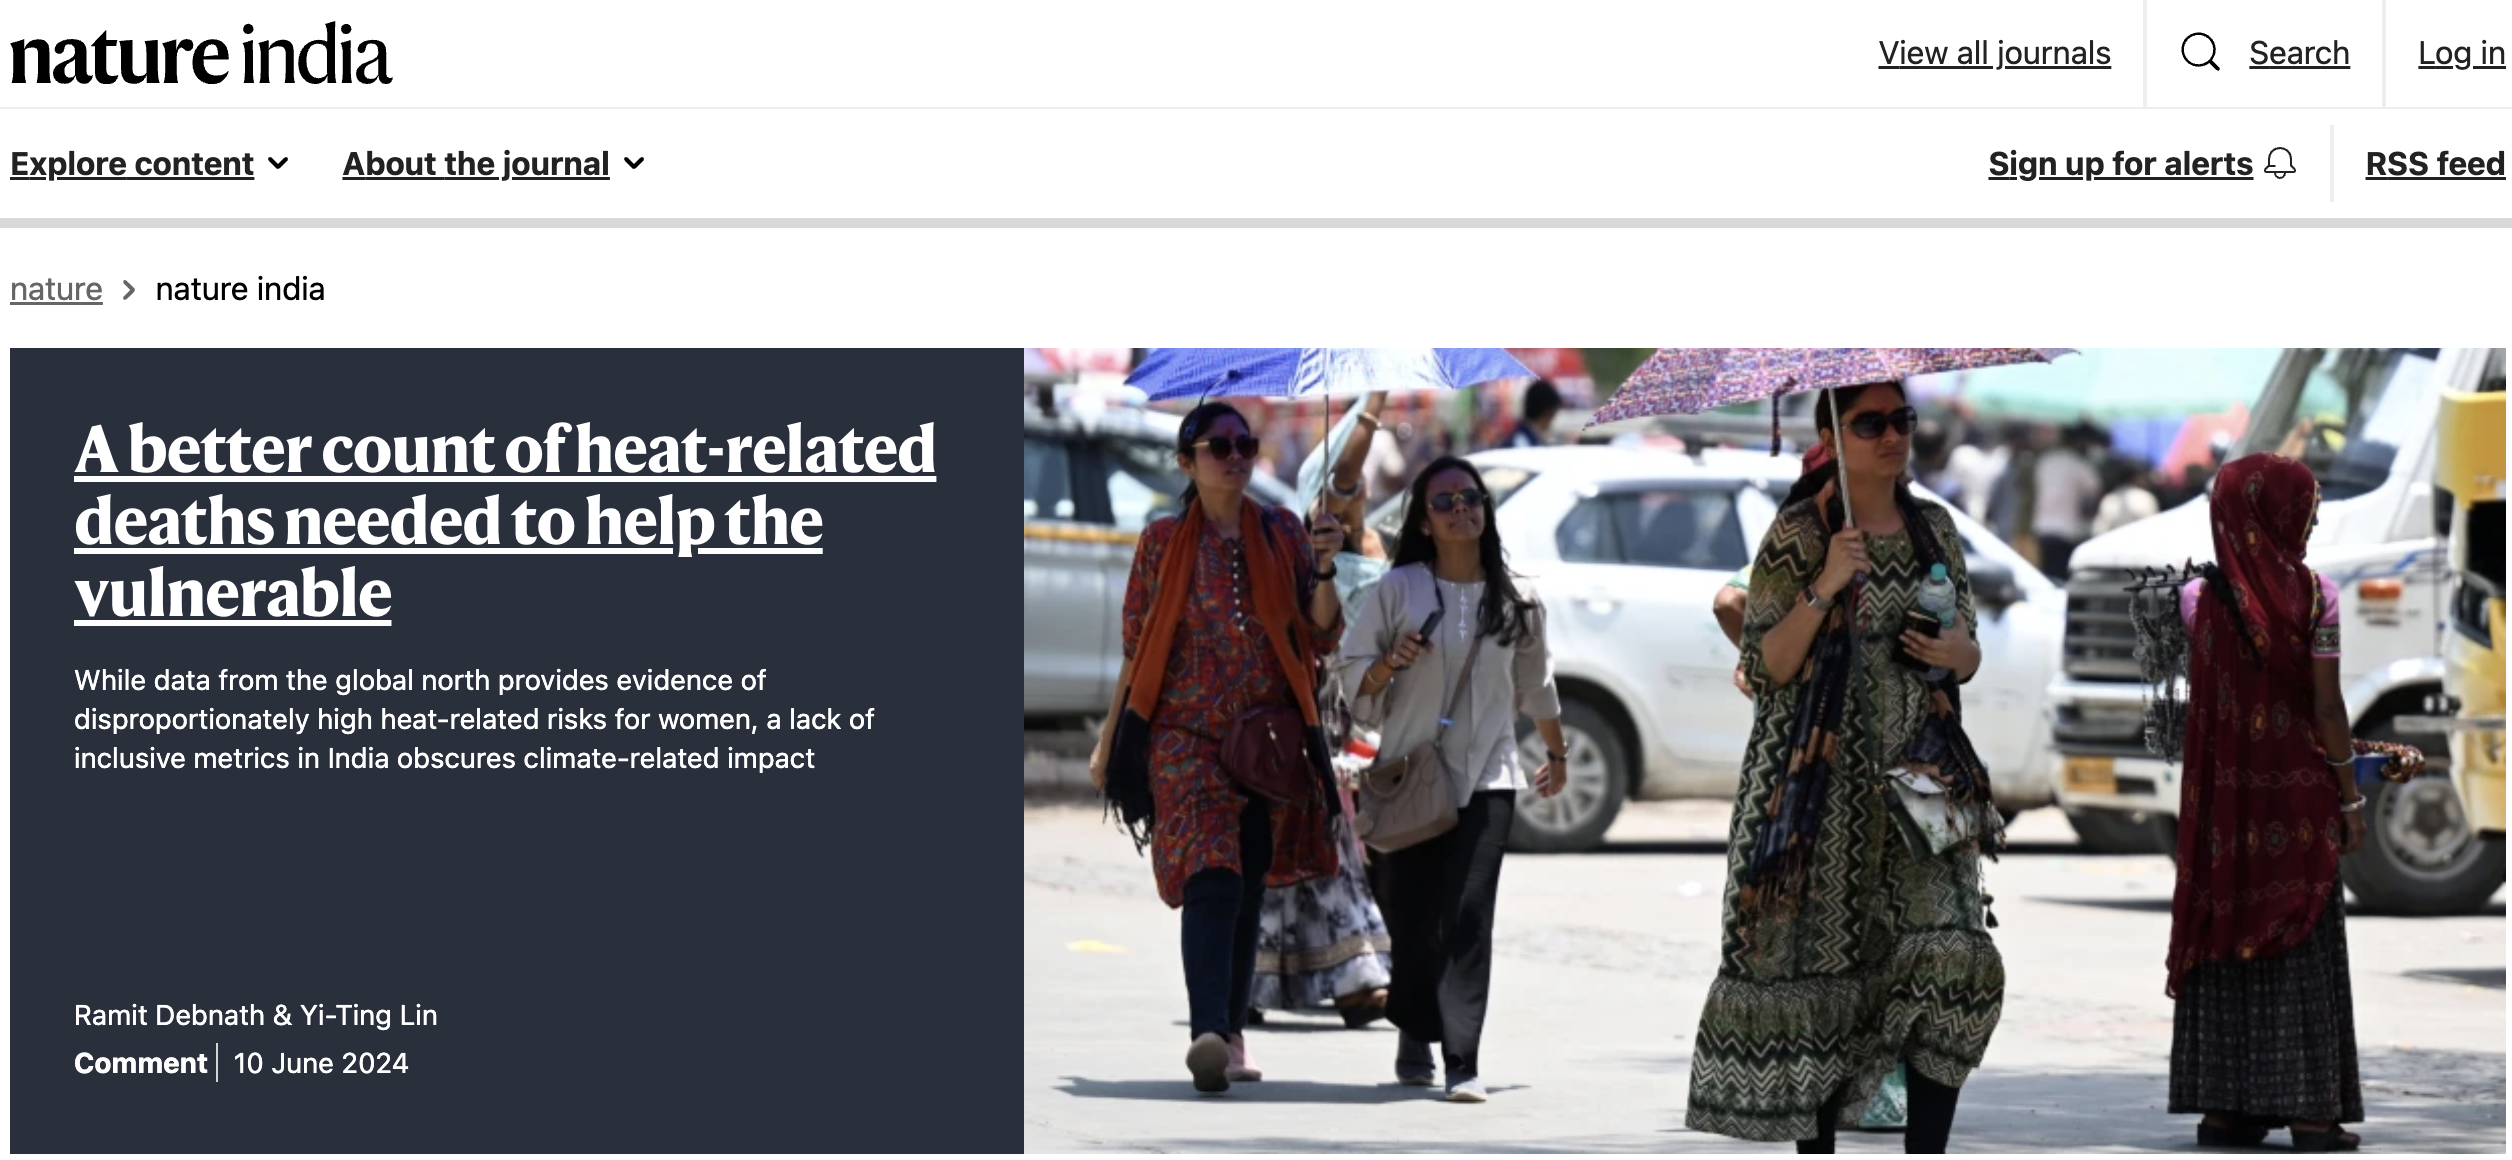 nature india
View all journals
Search
Log in
Explore content
About the journal
Sign up for alerts
RSS feed
nature > nature india
A better count of heat-related
deaths needed to help the
vulnerable
While data from the global north provides evidence of
disproportionately high heat-related risks for women, a lack of
inclusive metrics in India obscures climate-related impact
Ramit Debnath & Yi-Ting Lin
Comment | 10 June 2024